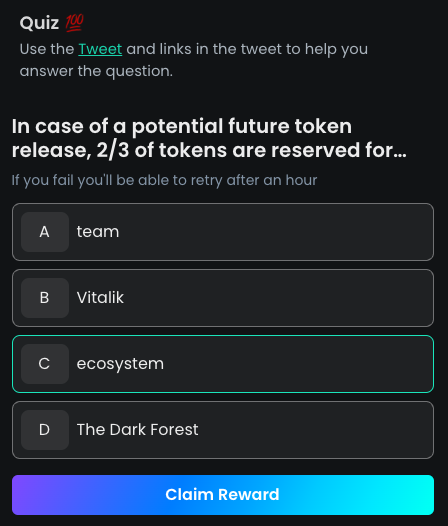 Quiz 💯
Use the Tweet and links in the tweet to help you
answer the question.
In case of a potential future token
release, 2/3 of tokens are reserved for...
If you fail you'll be able to retry after an hour
A team
B Vitalik
C ecosystem
D The Dark Forest
Claim Reward